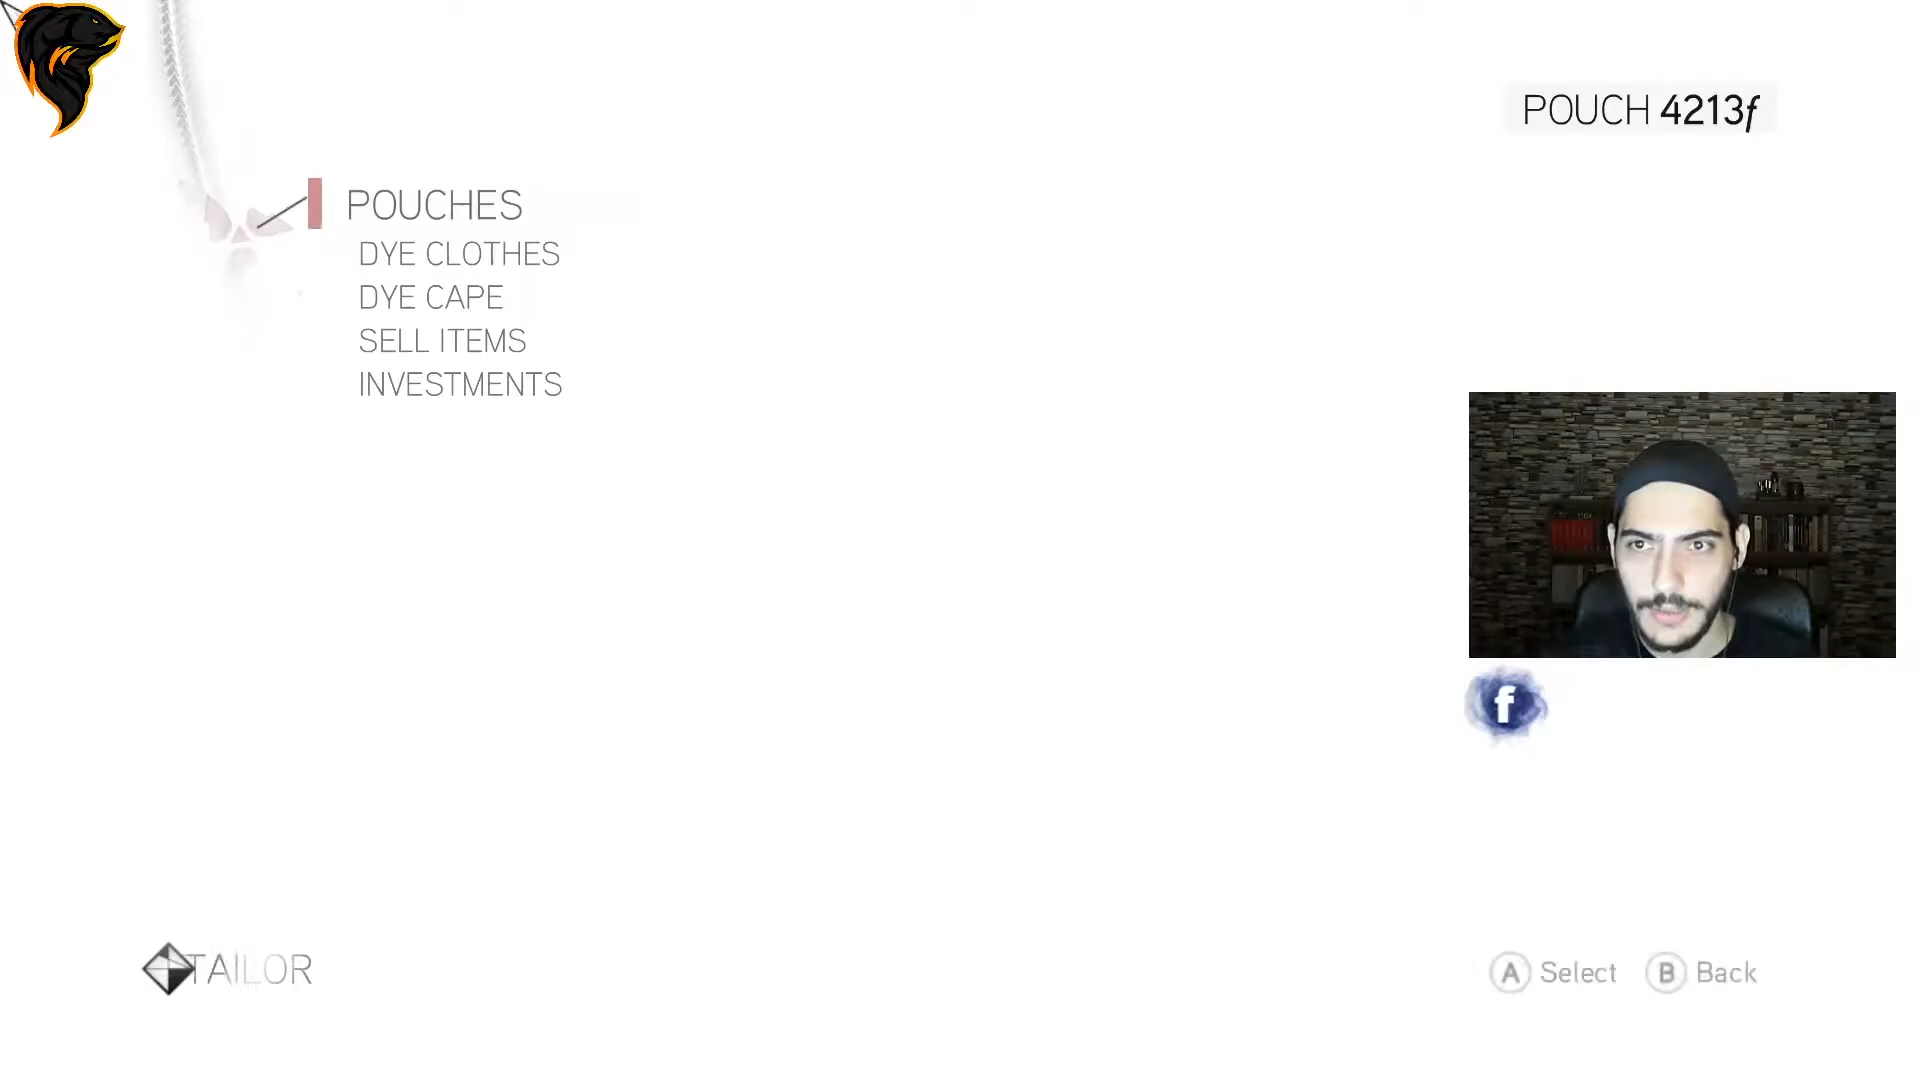 POUCH 4213f
POUCHES
DYE CLOTHES
DYE CAPE
SELL ITEMS
INVESTMENTS
f
TAILOR
A Select B Back